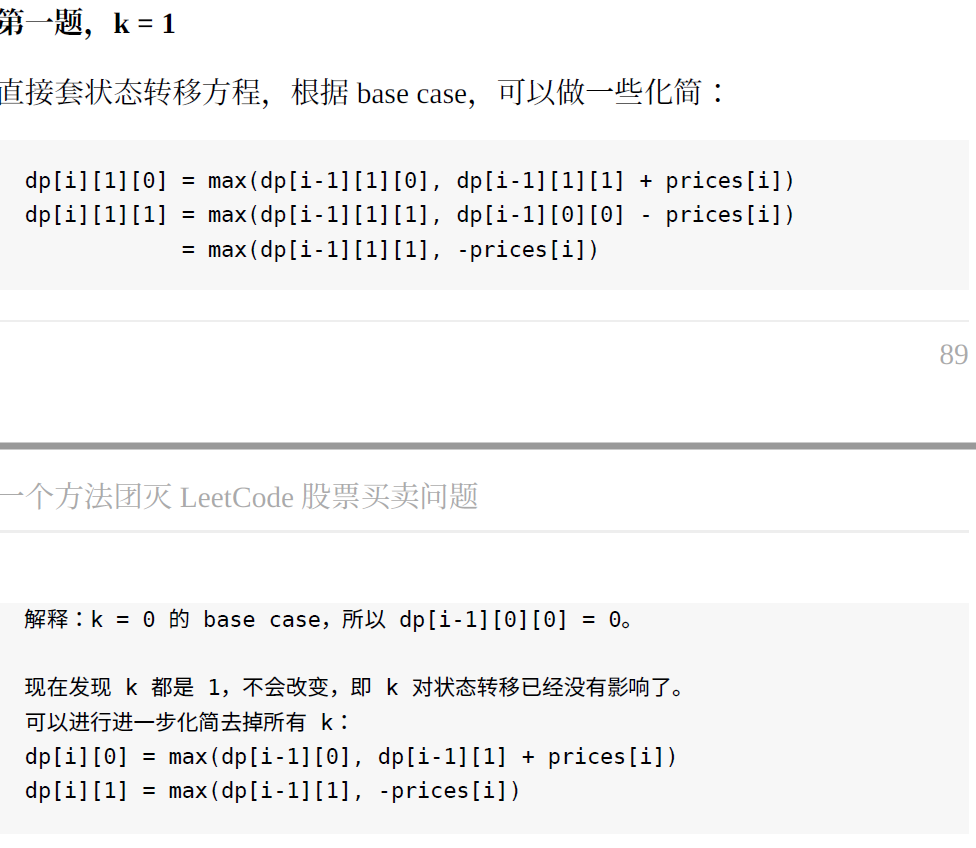 第一题，k = 1
直接套状态转移方程，根据 base case，可以做一些化简：
dp[i][1][0] = max(dp[i-1][1][0], dp[i-1][1][1] + prices[i])
dp[i][1][1] = max(dp[i-1][1][1], dp[i-1][0][0] - prices[i])
            = max(dp[i-1][1][1], -prices[i])
89
一个方法团灭 LeetCode 股票买卖问题
解释：k = 0 的 base case，所以 dp[i-1][0][0] = 0。
现在发现 k 都是 1，不会改变，即 k 对状态转移已经没有影响了。
可以进行进一步化简去掉所有 k：
dp[i][0] = max(dp[i-1][0], dp[i-1][1] + prices[i])
dp[i][1] = max(dp[i-1][1], -prices[i])